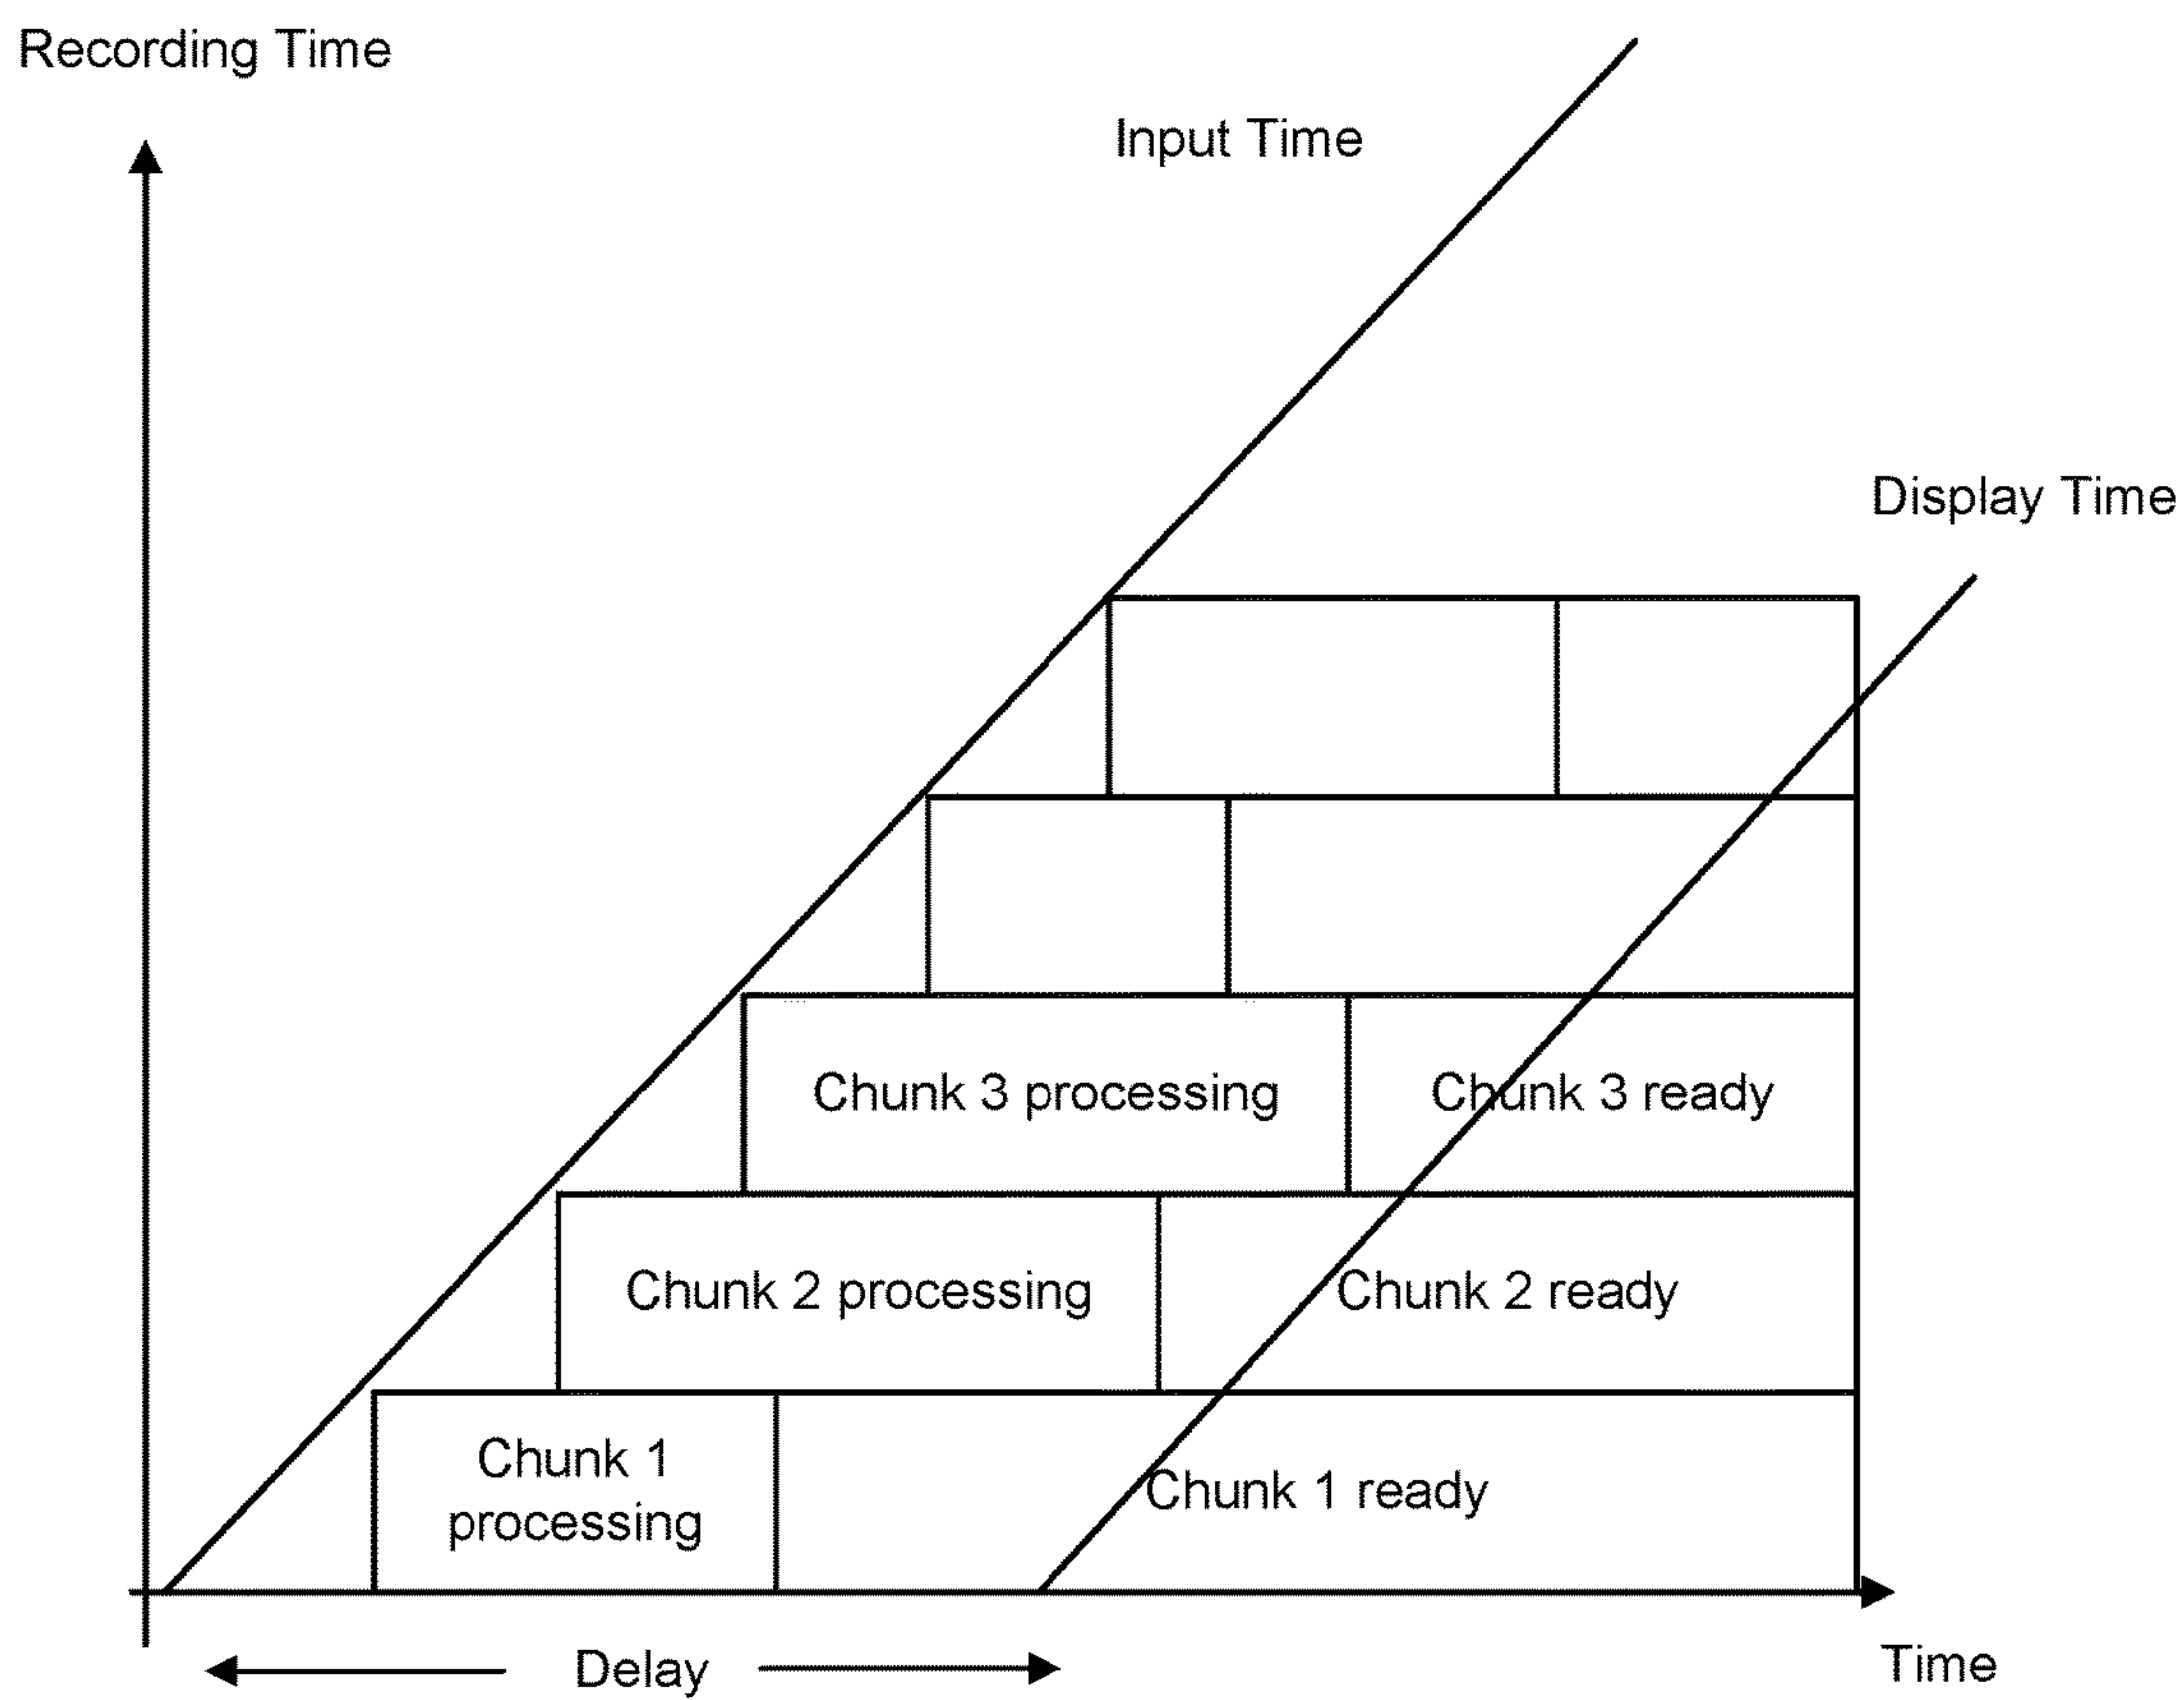 Recording Time
Input Time
Display Time
Chunk 3 processing
Chunk 3 ready
Chunk 2 processing
Chunk 2 ready
Chunk 1
processing
Chunk 1 ready
Delay
Time